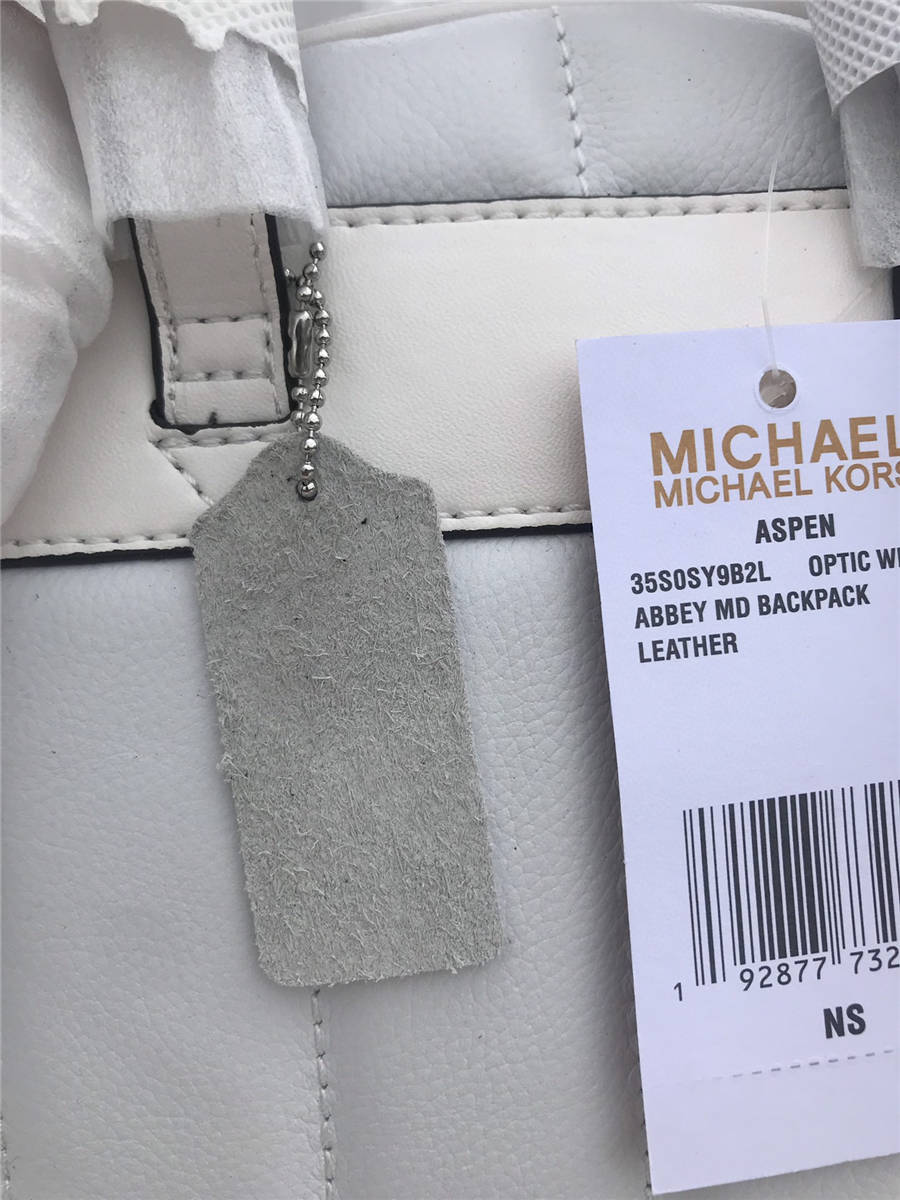 MICHAEL
MICHAEL KORS
ASPEN
35S0SY9B2L OPTIC W
ABBEY MD BACKPACK
LEATHER
1 92877 732
NS